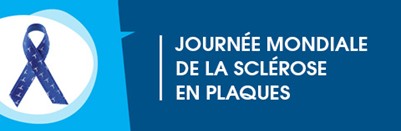 JOURNÉE MONDIALE
DE LA SCLÉROSE
EN PLAQUES